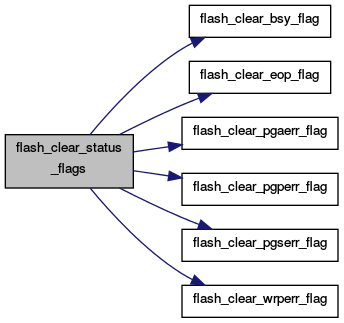 flash_clear_status
_flags
flash_clear_bsy_flag
flash_clear_eop_flag
flash_clear_pgaerr_flag
flash_clear_pgperr_flag
flash_clear_pgserr_flag
flash_clear_wrperr_flag